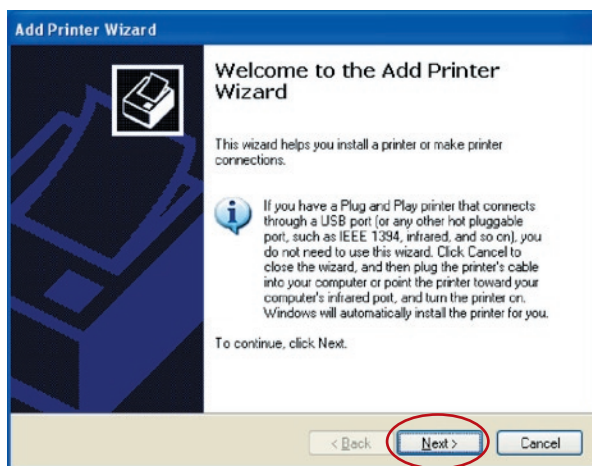 Add Printer Wizard
Welcome to the Add Printer
Wizard
This wizard helps you install a printer or make printer
connections.
If you have a Plug and Play printer that connects
through a USB port (or any other hot pluggable
port, such as IEEE 1394, infrared, and so on), you
do not need to use this wizard. Click Cancel to
close the wizard, and then plug the printer's cable
into your computer or point the printer toward your
computer's infrared port, and turn the printer on.
Windows will automatically install the printer for you.
To continue, click Next.
< Back Next > Cancel